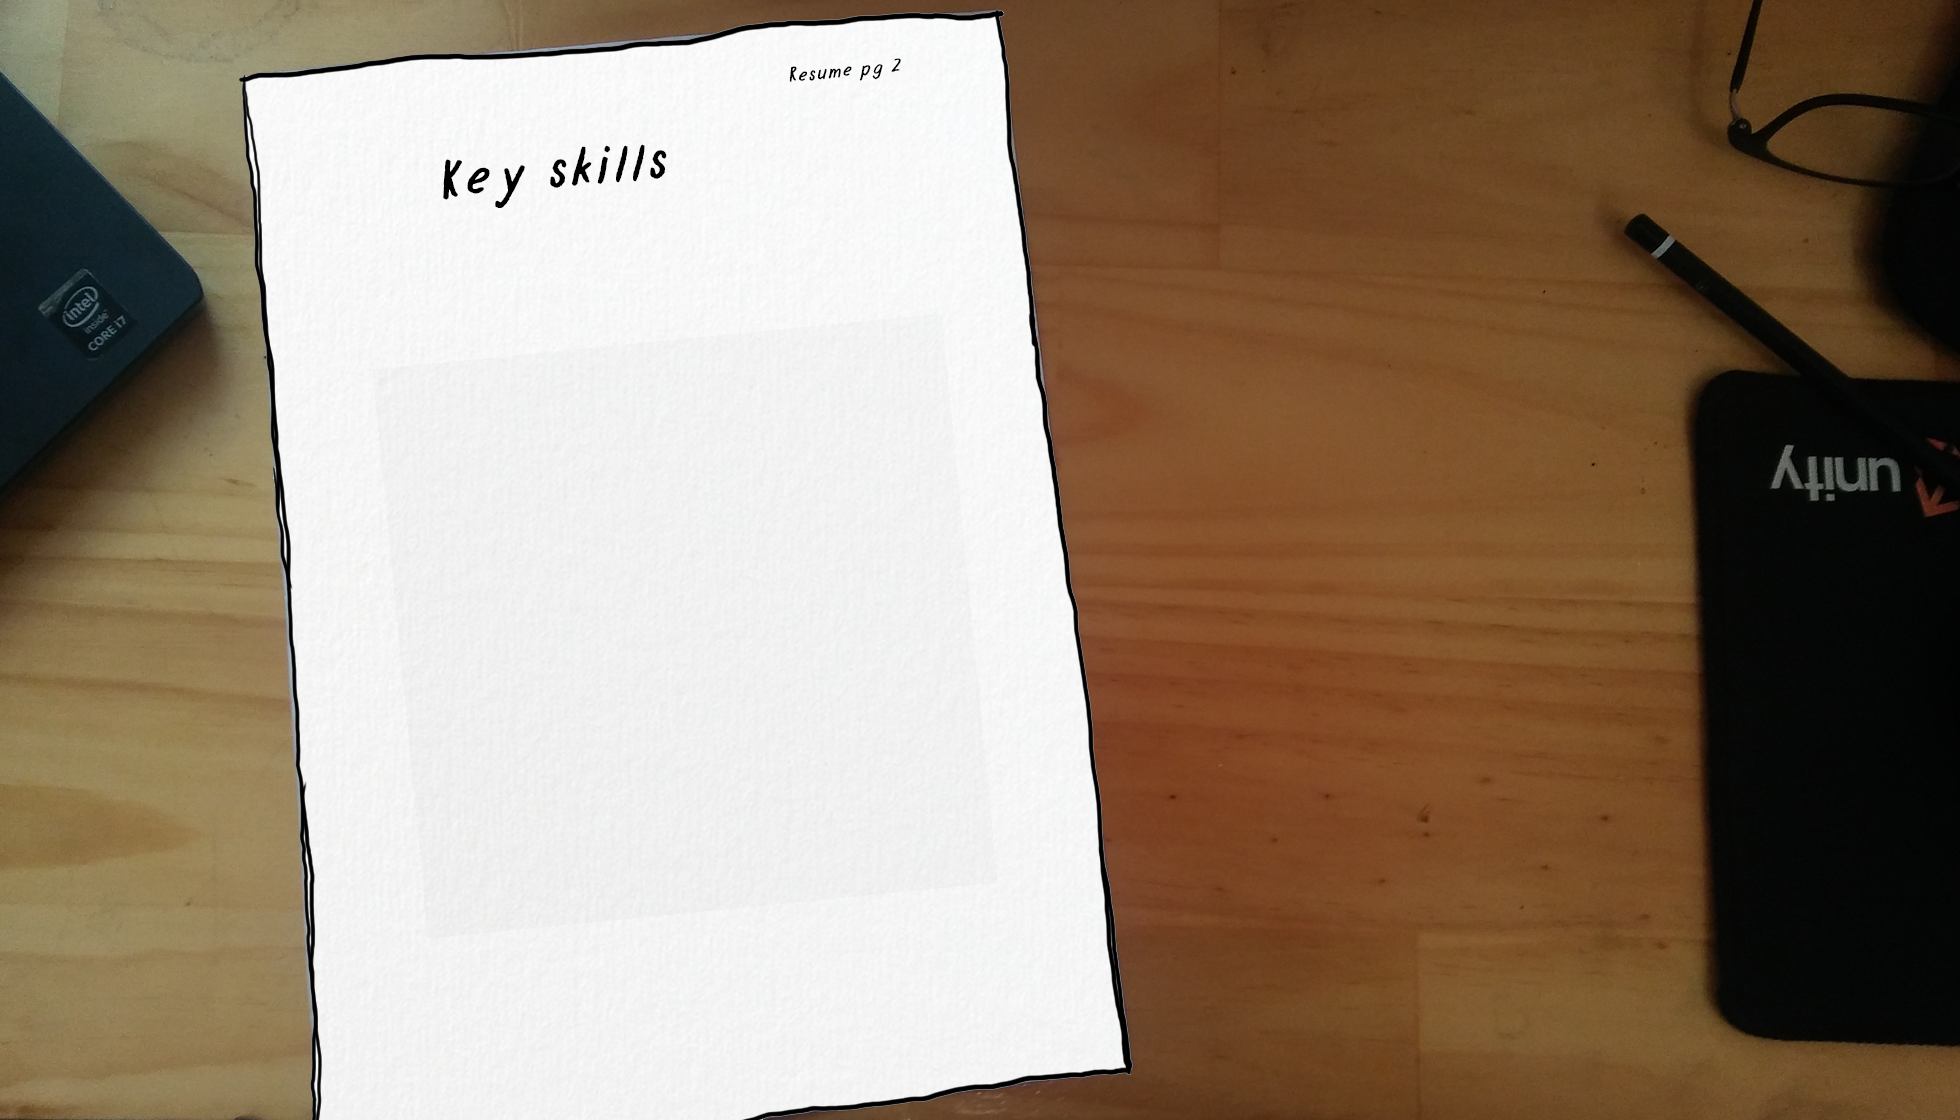 Resume pg 2
Key skills
intel
inside
CORE i7
unity